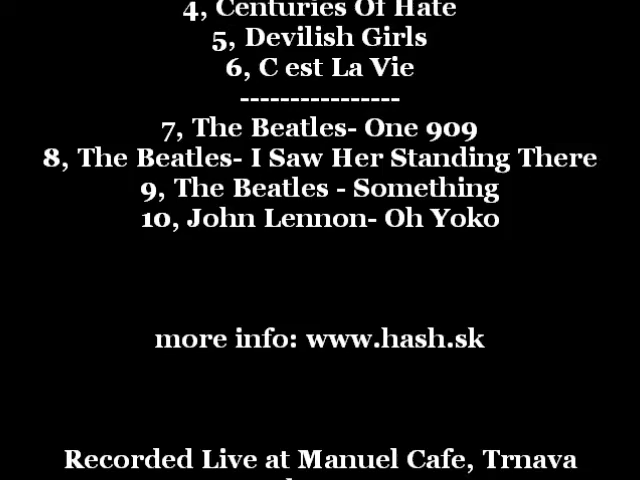 4, Centuries Of Hate
5, Devilish Girls
6, C est La Vie
----------------
7, The Beatles- One 909
8, The Beatles- I Saw Her Standing There
9, The Beatles - Something
10, John Lennon- Oh Yoko
more info: www.hash.sk
Recorded Live at Manuel Cafe, Trnava